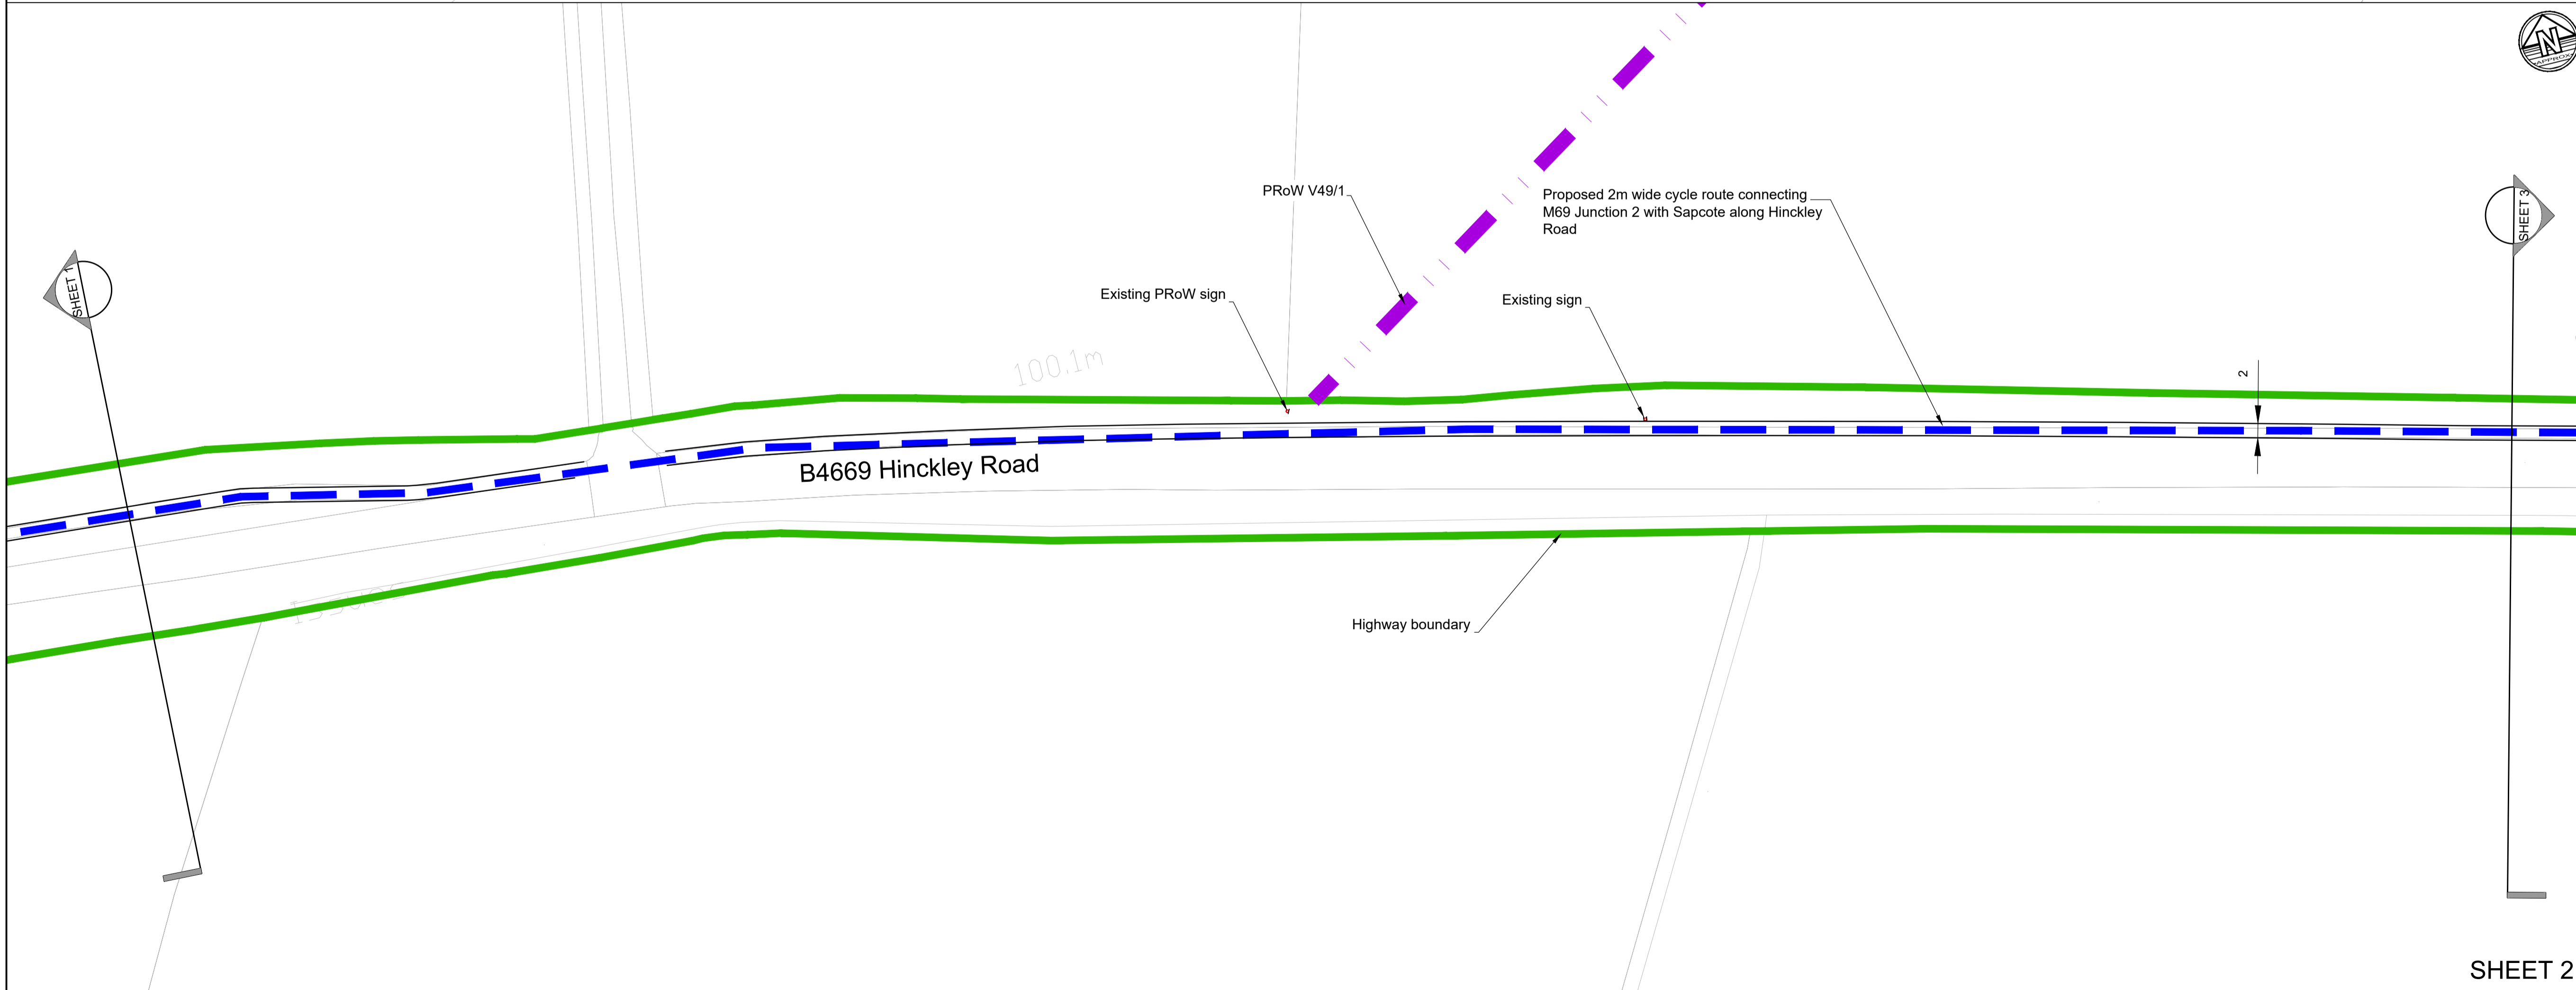 N
APPROX
PRoW V49/1
Proposed 2m wide cycle route connecting
M69 Junction 2 with Sapcote along Hinckley
Road
SHEET 3
SHEET 1
Existing PRoW sign
Existing sign
100.1m
2
B4669 Hinckley Road
Highway boundary
SHEET 2